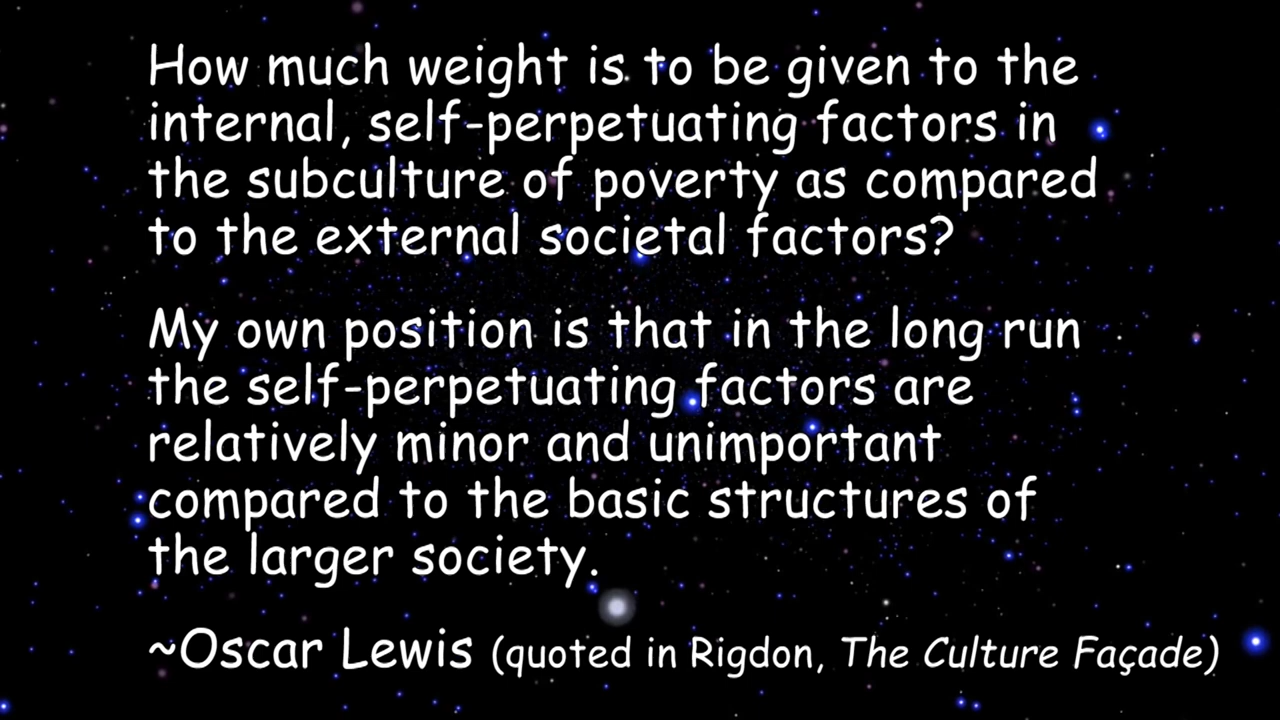 How much weight is to be given to the
internal, self-perpetuating factors in
the subculture of poverty as compared
to the external societal factors?
My own position is that in the long run
the self-perpetuating factors are
relatively minor and unimportant
compared to the basic structures of
the larger society.
~Oscar Lewis (quoted in Rigdon, The Culture Façade)